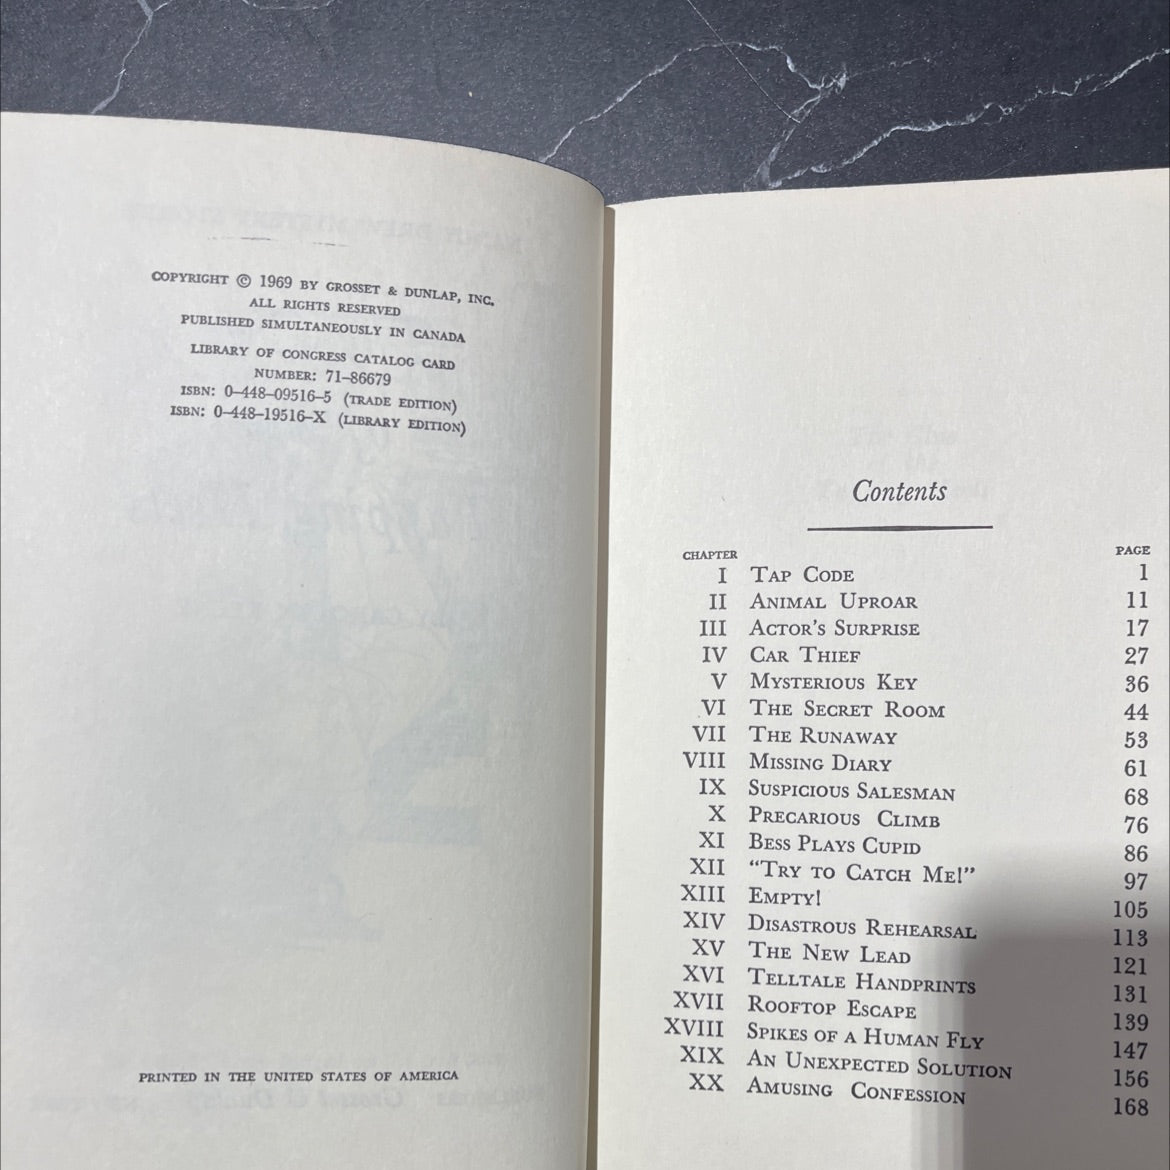 COPYRIGHT © 1969 BY GROSSET & DUNLAP, INC.
ALL RIGHTS RESERVED
PUBLISHED SIMULTANEOUSLY IN CANADA
LIBRARY OF CONGRESS CATALOG CARD
NUMBER: 71–86679
ISBN: 0–448–09516–5 (TRADE EDITION)
ISBN: 0–448–19516–X (LIBRARY EDITION)
PRINTED IN THE UNITED STATES OF AMERICA
Contents
CHAPTER PAGE
I TAP CODE 1
II ANIMAL UPROAR 11
III ACTOR'S SURPRISE 17
IV CAR THIEF 27
V MYSTERIOUS KEY 36
VI THE SECRET ROOM 44
VII THE RUNAWAY 53
VIII MISSING DIARY 61
IX SUSPICIOUS SALESMAN 68
X PRECARIOUS CLIMB 76
XI BESS PLAYS CUPID 86
XII “TRY TO CATCH ME!” 97
XIII EMPTY! 105
XIV DISASTROUS REHEARSAL 113
XV THE NEW LEAD 121
XVI TELLTALE HANDPRINTS 131
XVII ROOFTOP ESCAPE 139
XVIII SPIKES OF A HUMAN FLY 147
XIX AN UNEXPECTED SOLUTION 156
XX AMUSING CONFESSION 168